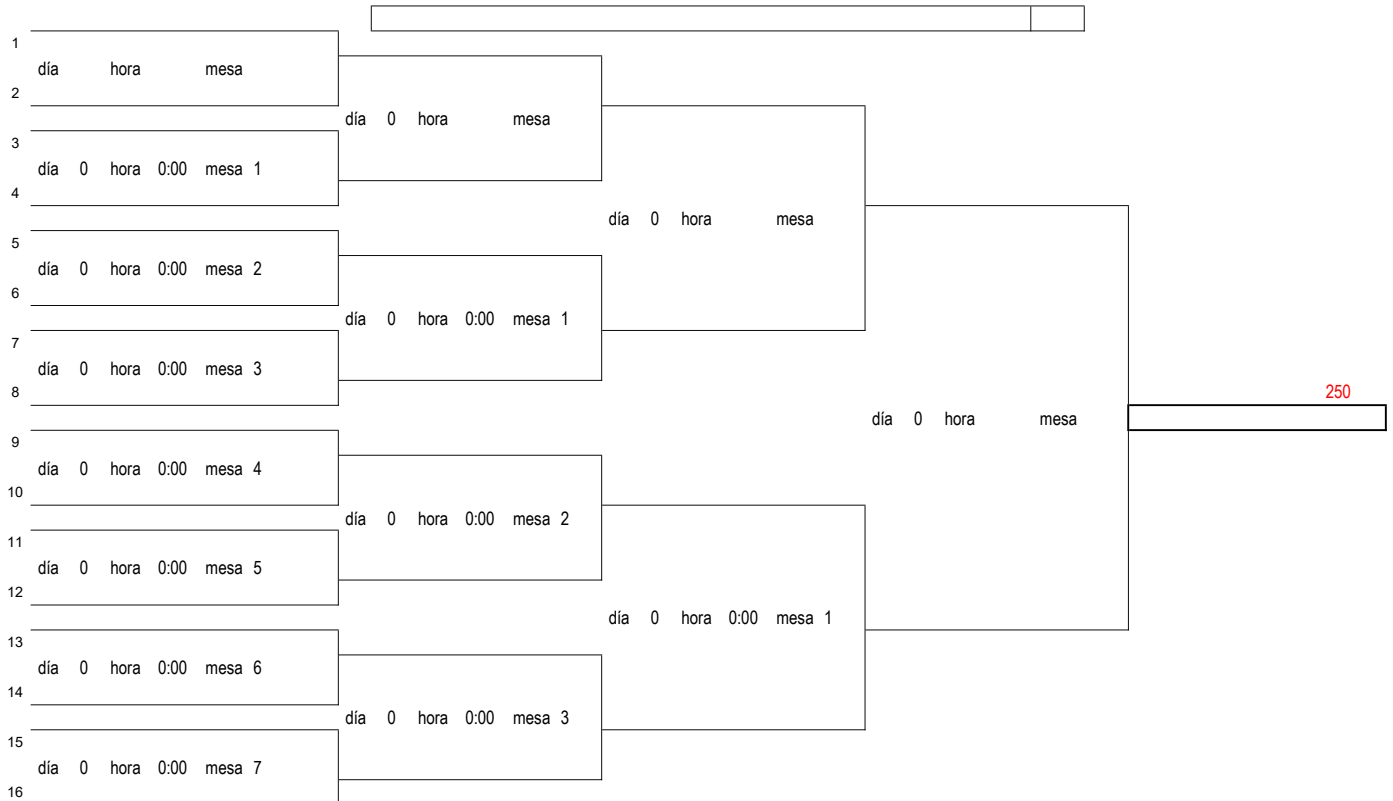 1
día hora mesa
2
día 0 hora mesa
3
día 0 hora 0:00 mesa 1
4
día 0 hora mesa
5
día 0 hora 0:00 mesa 2
6
día 0 hora 0:00 mesa 1
7
día 0 hora 0:00 mesa 3
8
250
día 0 hora mesa
9
día 0 hora 0:00 mesa 4
10
día 0 hora 0:00 mesa 2
11
día 0 hora 0:00 mesa 5
12
día 0 hora 0:00 mesa 1
13
día 0 hora 0:00 mesa 6
14
día 0 hora 0:00 mesa 3
15
día 0 hora 0:00 mesa 7
16